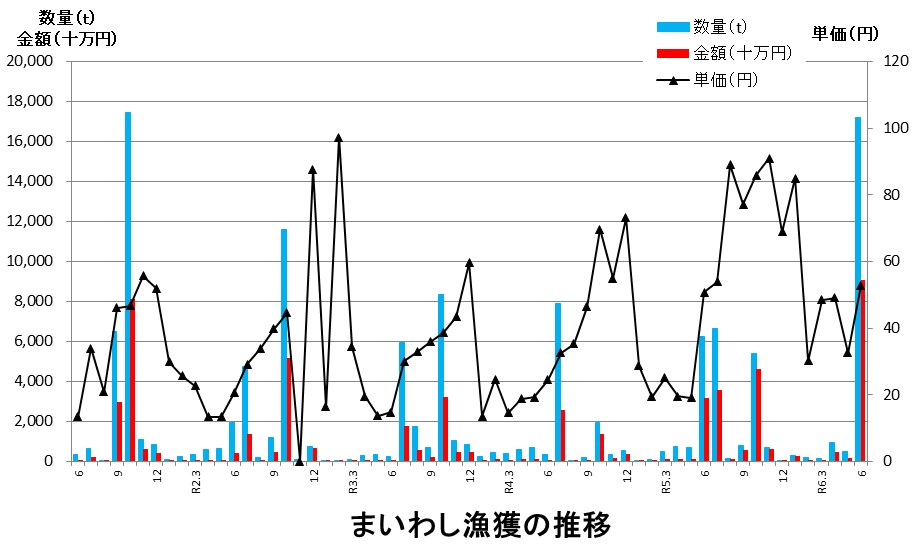 数量(t)
金額(十万円)
単価(円)
数量(t)
金額(十万円)
単価(円)
20,000
18,000
16,000
14,000
12,000
10,000
8,000
6,000
4,000
2,000
0
120
100
80
60
40
20
0
6
9
12
R2.3
6
9
12
R3.3
6
9
12
R4.3
6
9
12
R5.3
6
9
12
R6.3
6
まいわし漁獲の推移